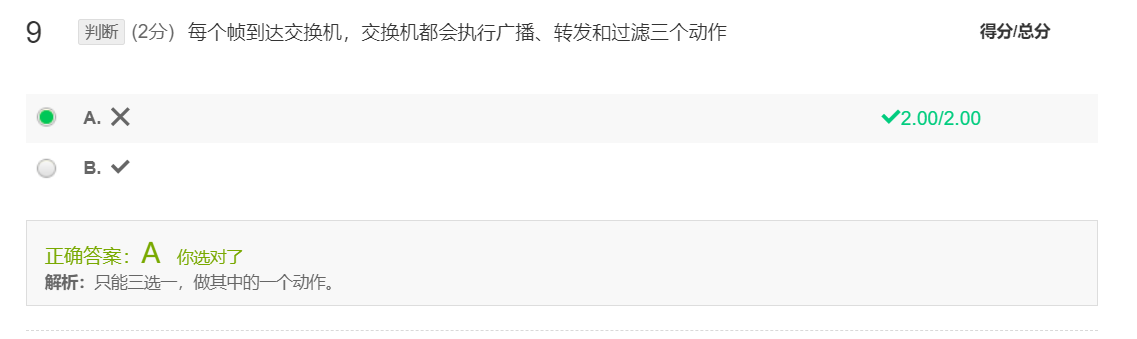 9 判断 (2分) 每个帧到达交换机，交换机都会执行广播、转发和过滤三个动作 得分/总分
A. ✕ ✔2.00/2.00
B. ✔
正确答案：A 你选对了
解析：只能三选一，做其中的一个动作。